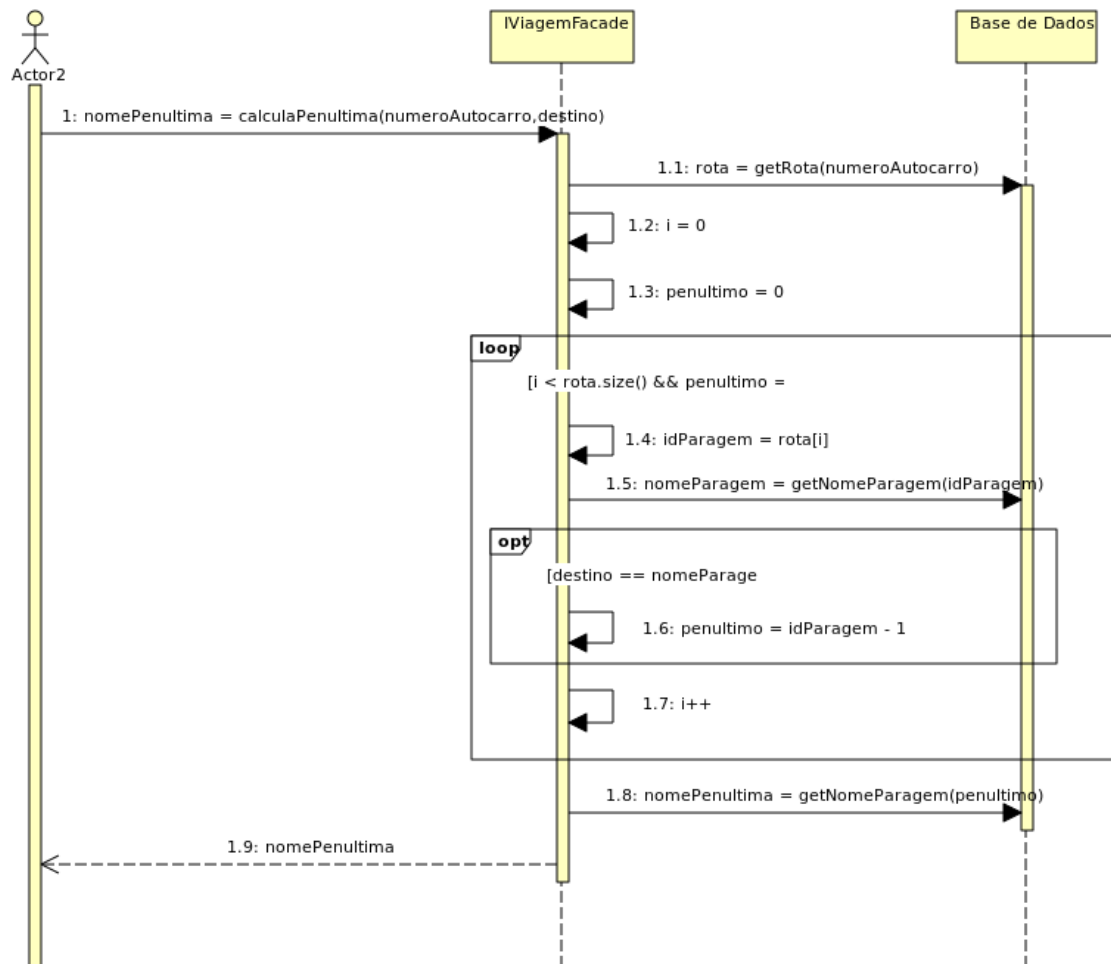 IViagemFacade
Base de Dados
Actor2
1: nomePenultima = calculaPenultima(numeroAutocarro,destino)
1.1: rota = getRota(numeroAutocarro)
1.2: i = 0
1.3: penultimo = 0
loop
[i < rota.size() && penultimo =
1.4: idParagem = rota[i]
1.5: nomeParagem = getNomeParagem(idParagem)
opt
[destino == nomeParage
1.6: penultimo = idParagem - 1
1.7: i++
1.8: nomePenultima = getNomeParagem(penultimo)
1.9: nomePenultima